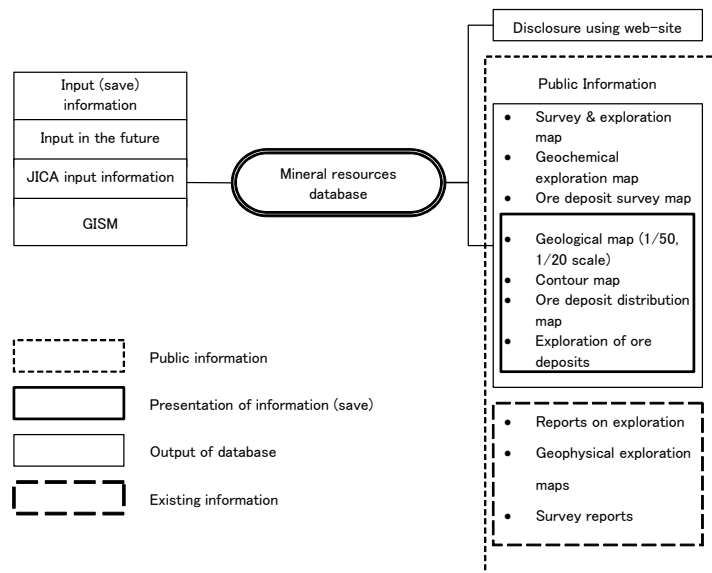 Disclosure using web-site
Input (save)
information
Input in the future
JICA input information
GISM
Mineral resources
database
Public Information
• Survey & exploration
map
• Geochemical
exploration map
• Ore deposit survey map
• Geological map (1/50,
1/20 scale)
• Contour map
• Ore deposit distribution
map
• Exploration of ore
deposits
• Reports on exploration
• Geophysical exploration
maps
• Survey reports
Public information
Presentation of information (save)
Output of database
Existing information